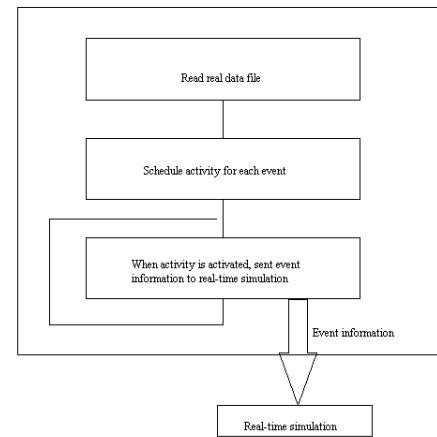 Read real data file
Schedule activity for each event
When activity is activated, sent event
information to real-time simulation
Event information
Real-time simulation